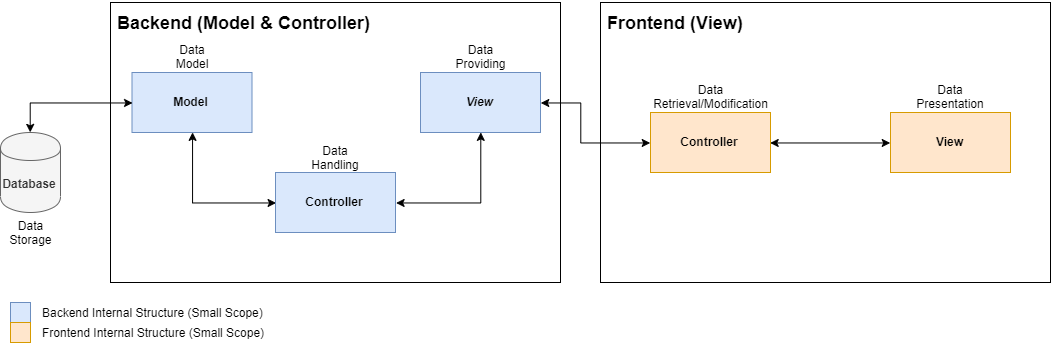 Backend (Model & Controller)
Data
Model
Model
Data
Providing
View
Data
Handling
Controller
Database
Data
Storage
Frontend (View)
Data
Retrieval/Modification
Controller
Data
Presentation
View
Backend Internal Structure (Small Scope)
Frontend Internal Structure (Small Scope)